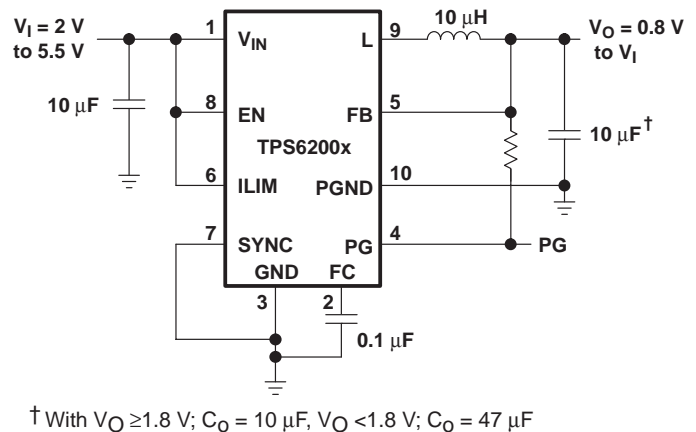 V_I = 2 V
to 5.5 V
10 µF
1
V_IN
8
EN
6
ILIM
7
SYNC
TPS6200x
GND
3
FC
2
0.1 µF
L
9
10 µH
FB
5
PGND
10
PG
4
PG
V_O = 0.8 V
to V_I
10 µF†
† With V_O ≥1.8 V; C_o = 10 µF, V_O <1.8 V; C_o = 47 µF